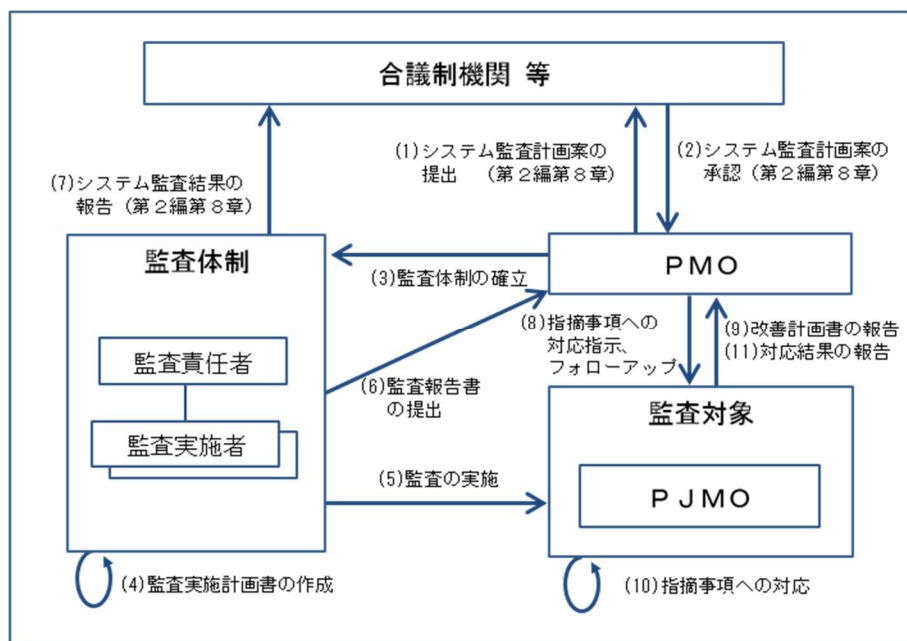 合議制機関 等
(1)システム監査計画案の
提出 （第２編第８章）
(2)システム監査計画案の
承認（第２編第８章）
(7)システム監査結果の
報告（第２編第８章）
監査体制
ＰＭＯ
(3)監査体制の確立
(8)指摘事項への
対応指示、
フォローアップ
(9)改善計画書の報告
(11)対応結果の報告
監査責任者
(6)監査報告書
の提出
監査対象
監査実施者
(5)監査の実施
ＰＪＭＯ
(4)監査実施計画書の作成
(10)指摘事項への対応